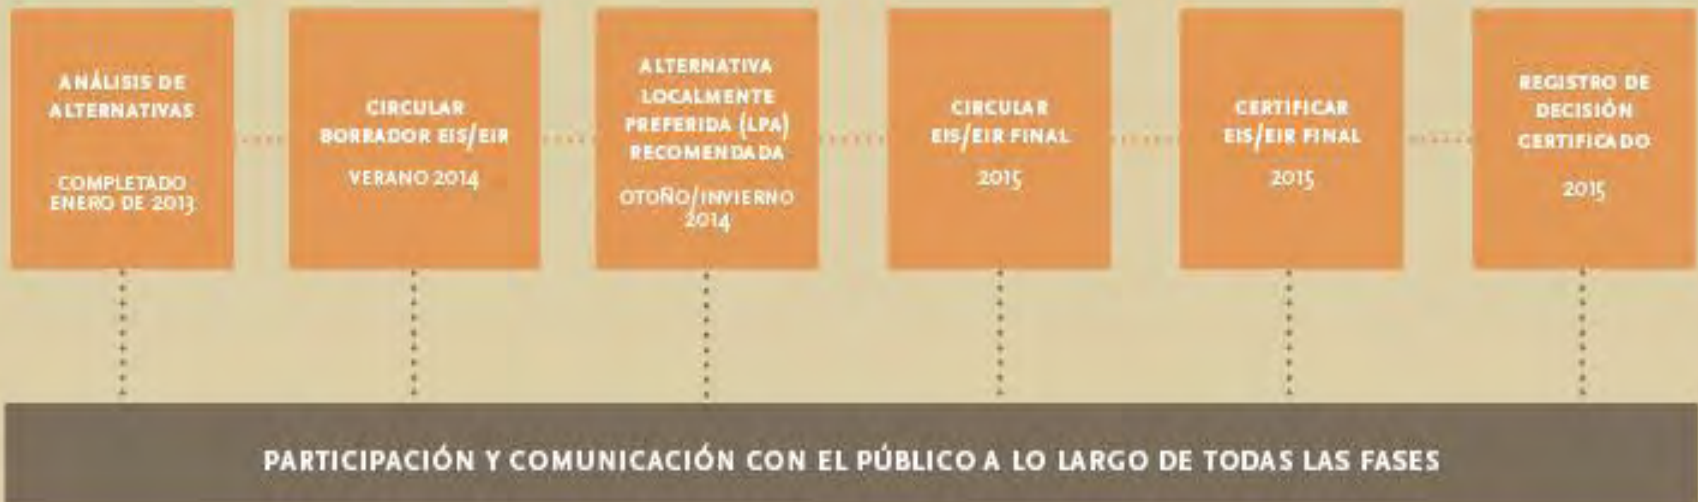 ANÁLISIS DE
ALTERNATIVAS
COMPLETADO
ENERO DE 2013
CIRCULAR
BORRADOR EIS/EIR
VERANO 2014
ALTERNATIVA
LOCALMENTE
PREFERIDA (LPA)
RECOMENDADA
OTOÑO/INVIERNO
2014
CIRCULAR
EIS/EIR FINAL
2015
CERTIFICAR
EIS/EIR FINAL
2015
REGISTRO DE
DECISIÓN
CERTIFICADO
2015
PARTICIPACIÓN Y COMUNICACIÓN CON EL PÚBLICO A LO LARGO DE TODAS LAS FASES